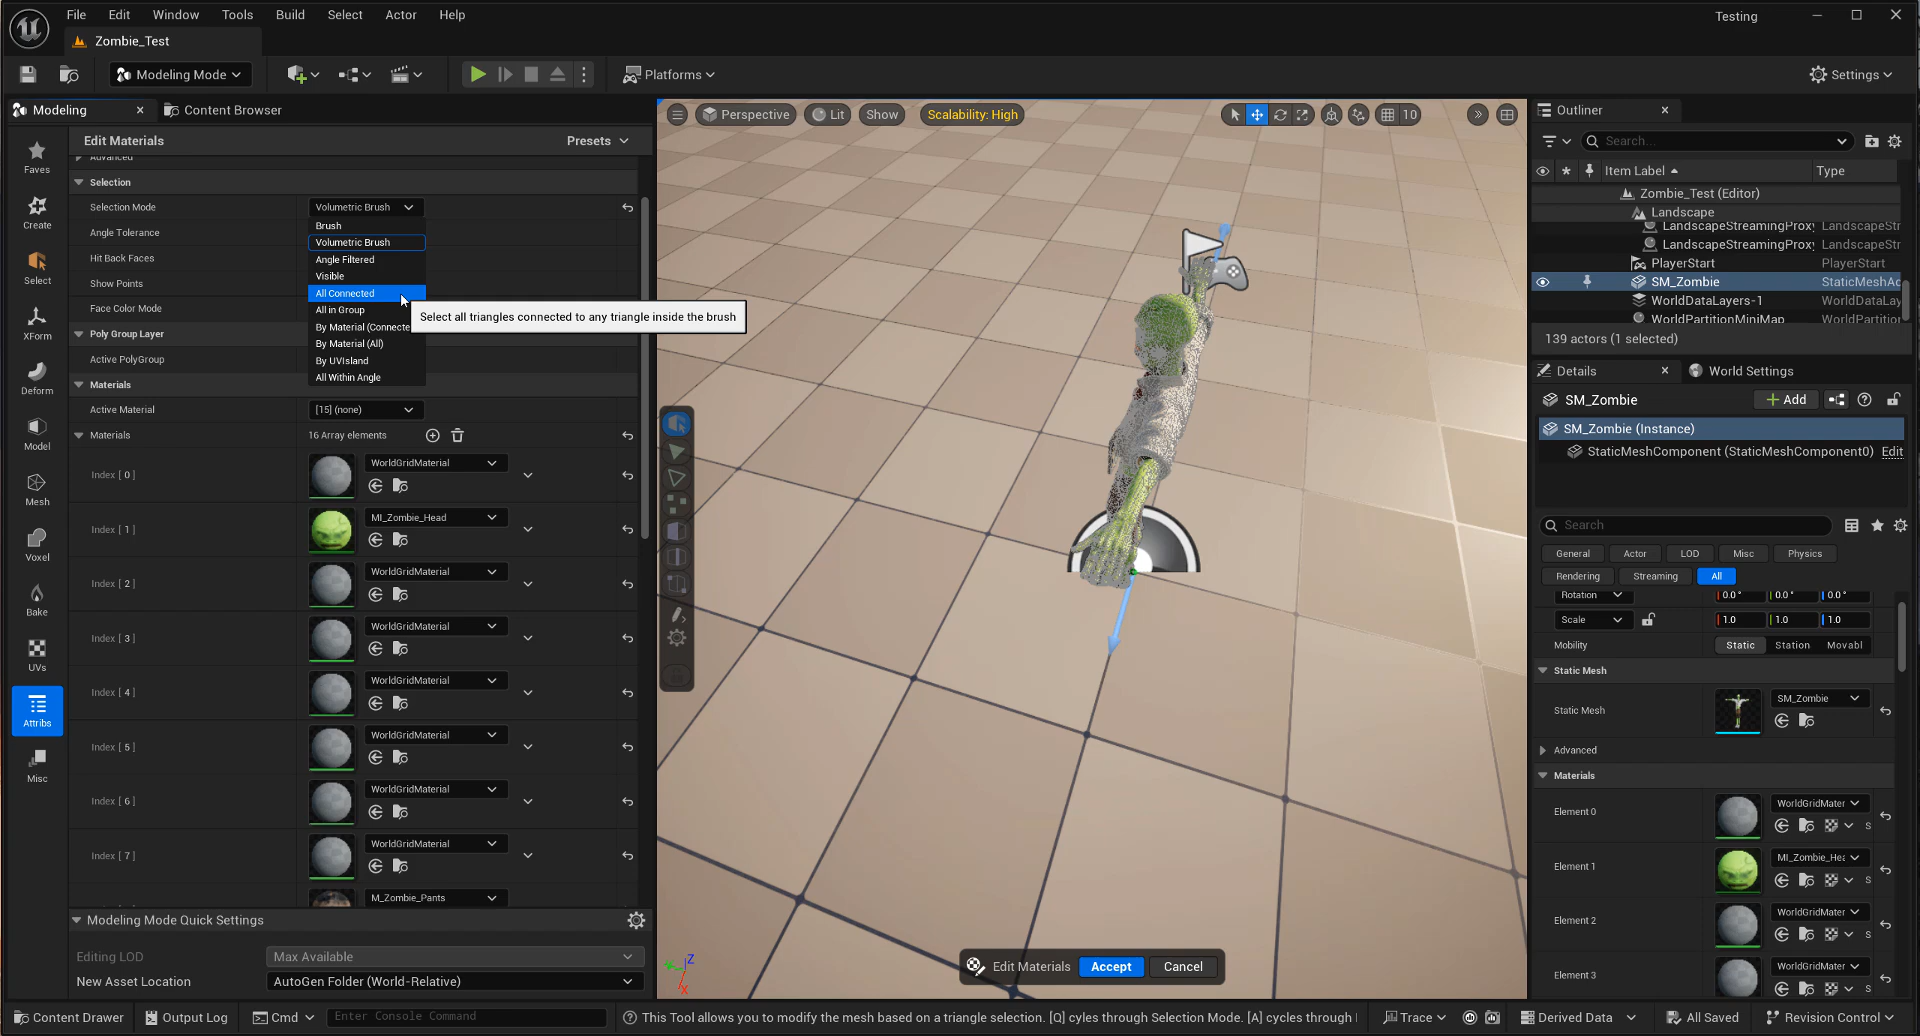 File Edit Window Tools Build Select Actor Help
Testing
Zombie_Test
Modeling Mode
Platforms
Settings
Modeling
Content Browser
Edit Materials
Presets
Advanced
Selection
Selection Mode
Volumetric Brush
Angle Tolerance
Hit Back Faces
Show Points
Face Color Mode
Brush
Volumetric Brush
Angle Filtered
Visible
All Connected
All in Group
By Material (Connecte
By Material (All)
By UVIsland
All Within Angle
Select all triangles connected to any triangle inside the brush
Poly Group Layer
Active PolyGroup
Materials
Active Material
[15] (none)
Materials
16 Array elements
Index [ 0 ]
WorldGridMaterial
Index [ 1 ]
MI_Zombie_Head
Index [ 2 ]
WorldGridMaterial
Index [ 3 ]
WorldGridMaterial
Index [ 4 ]
WorldGridMaterial
Index [ 5 ]
WorldGridMaterial
Index [ 6 ]
WorldGridMaterial
Index [ 7 ]
WorldGridMaterial
M_Zombie_Pants
Faves
Create
Select
XForm
Deform
Model
Mesh
Voxel
Bake
UVs
Attribs
Misc
Modeling Mode Quick Settings
Editing LOD
Max Available
New Asset Location
AutoGen Folder (World-Relative)
Perspective
Lit
Show
Scalability: High
10
Z
X
Edit Materials
Accept
Cancel
Outliner
Search...
Item Label
Type
Zombie_Test (Editor)
Landscape
LandscapeStreamingProxy
LandscapeStr
LandscapeStreamingProxy
LandscapeStr
PlayerStart
PlayerStart
SM_Zombie
StaticMeshAc
WorldDataLayers-1
WorldDataLay
WorldPartitionMiniMap
WorldPartition
139 actors (1 selected)
Details
World Settings
SM_Zombie
Add
SM_Zombie (Instance)
StaticMeshComponent (StaticMeshComponent0)
Edit
Search
General
Actor
LOD
Misc
Physics
Rendering
Streaming
All
Rotation
0.0°
0.0°
0.0°
Scale
1.0
1.0
1.0
Mobility
Static
Station
Movabl
Static Mesh
Static Mesh
SM_Zombie
Advanced
Materials
Element 0
WorldGridMater
S
Element 1
MI_Zombie_Hea
S
Element 2
WorldGridMater
S
Element 3
WorldGridMater
S
Content Drawer
Output Log
Cmd
Enter Console Command
This Tool allows you to modify the mesh based on a triangle selection. [Q] cyles through Selection Mode. [A] cycles through
Trace
Derived Data
All Saved
Revision Control